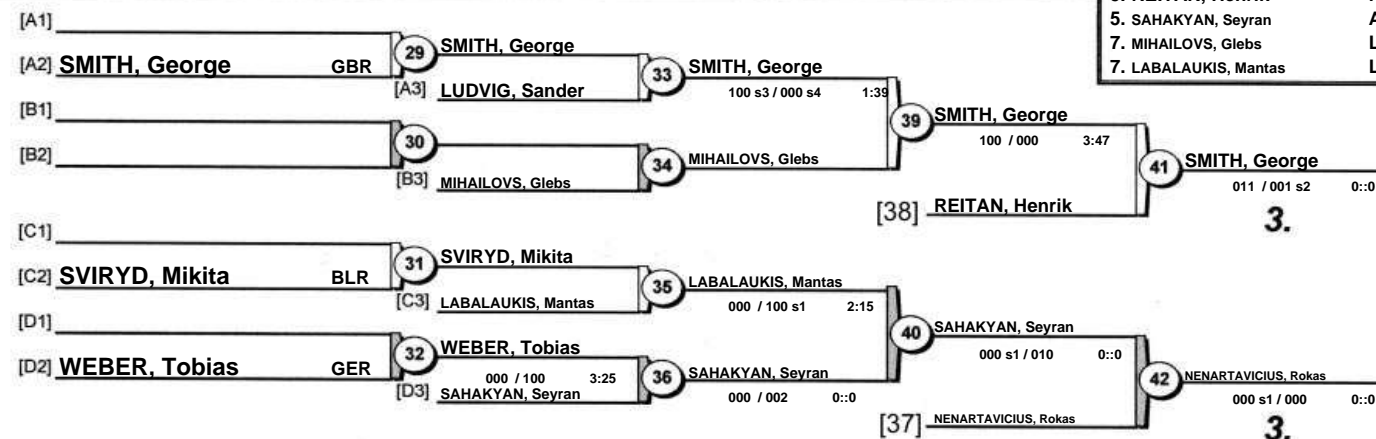 5. SAHAKYAN, Seyran
7. MIHAILOVS, Glebs
7. LABALAUKIS, Mantas
[A1]
[A2] SMITH, George GBR
29
SMITH, George
[A3] LUDVIG, Sander
33
SMITH, George
100 s3 / 000 s4 1:39
[B1]
[B2]
30
[B3] MIHAILOVS, Glebs
34
MIHAILOVS, Glebs
39
SMITH, George
100 / 000 3:47
[38] REITAN, Henrik
41
SMITH, George
011 / 001 s2 0::0
3.
[C1]
[C2] SVIRYD, Mikita BLR
31
SVIRYD, Mikita
[C3] LABALAUKIS, Mantas
35
LABALAUKIS, Mantas
000 / 100 s1 2:15
[D1]
[D2] WEBER, Tobias GER
32
WEBER, Tobias
000 / 100 3:25
[D3] SAHAKYAN, Seyran
36
SAHAKYAN, Seyran
000 / 002 0::0
40
SAHAKYAN, Seyran
000 s1 / 010 0::0
[37] NENARTAVICIUS, Rokas
42
NENARTAVICIUS, Rokas
000 s1 / 000 0::0
3.